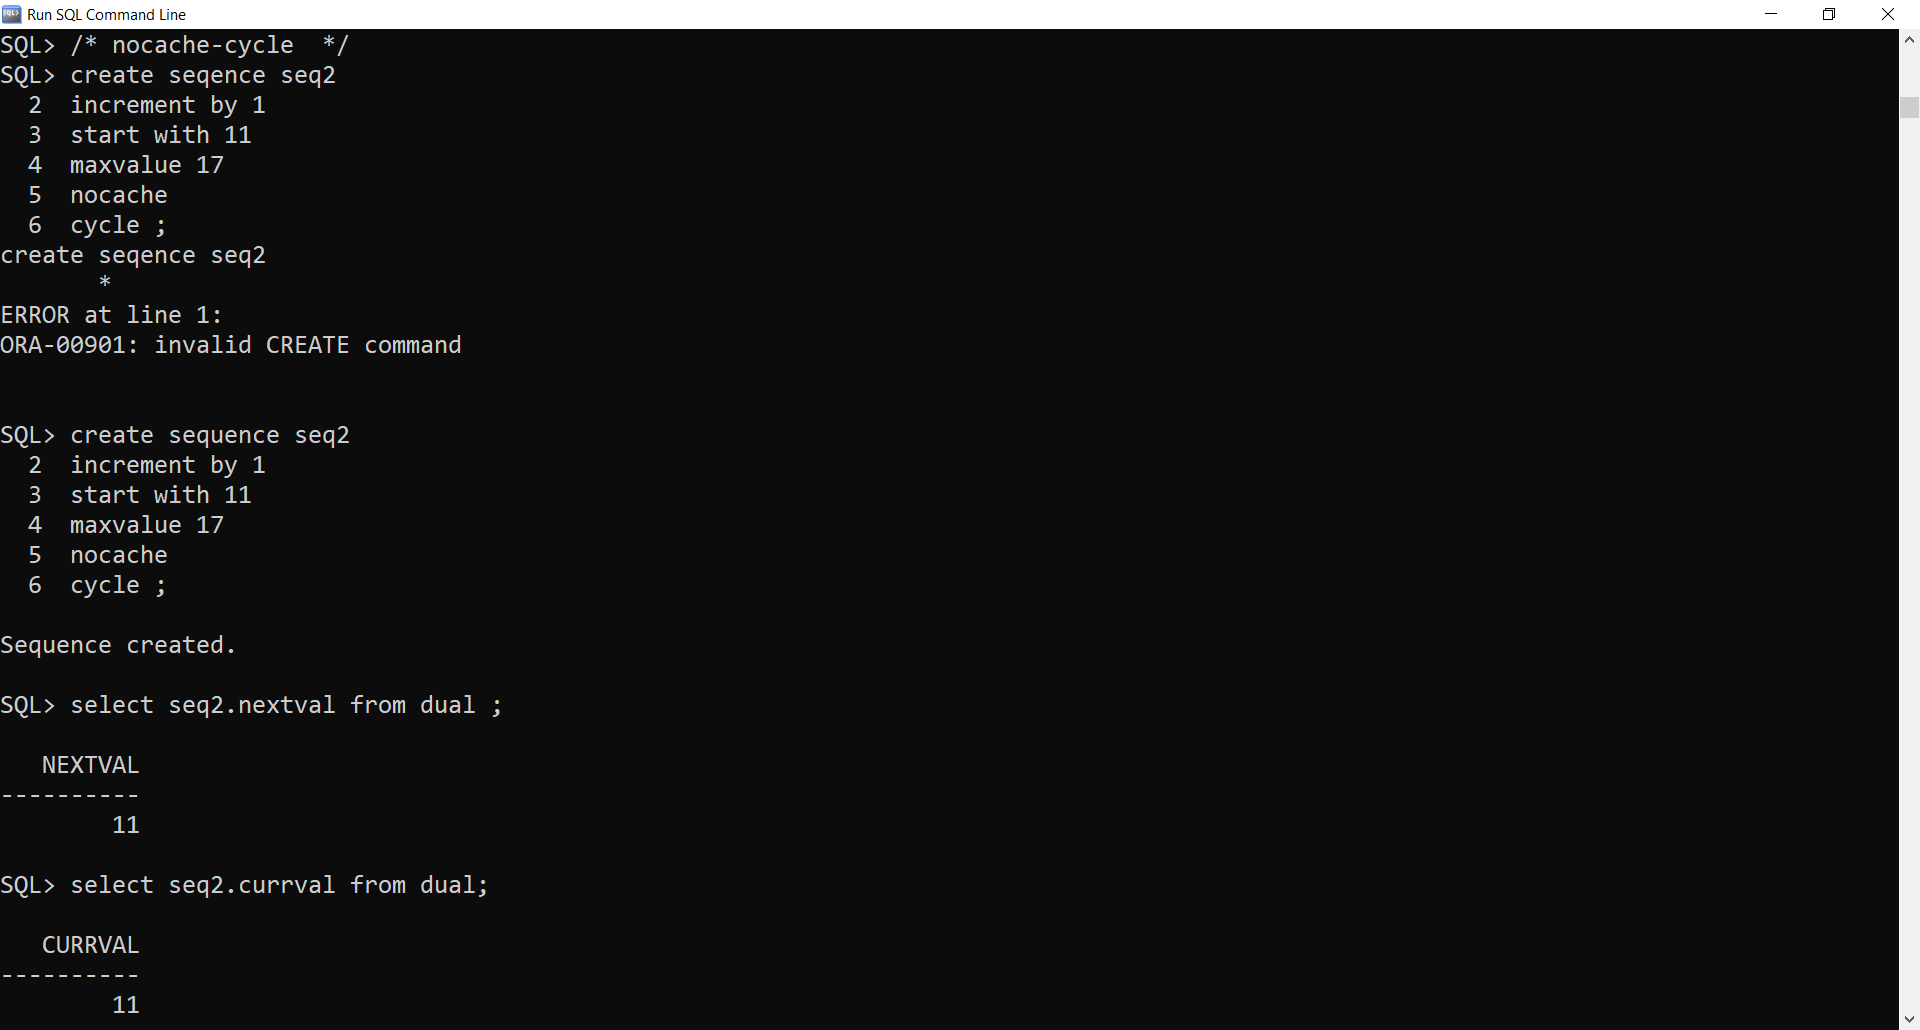 Run SQL Command Line
SQL> /* nocache-cycle  */
SQL> create seqence seq2
  2  increment by 1
  3  start with 11
  4  maxvalue 17
  5  nocache
  6  cycle ;
create seqence seq2
       *
ERROR at line 1:
ORA-00901: invalid CREATE command
SQL> create sequence seq2
  2  increment by 1
  3  start with 11
  4  maxvalue 17
  5  nocache
  6  cycle ;
Sequence created.
SQL> select seq2.nextval from dual ;
   NEXTVAL
----------
        11
SQL> select seq2.currval from dual;
   CURRVAL
----------
        11